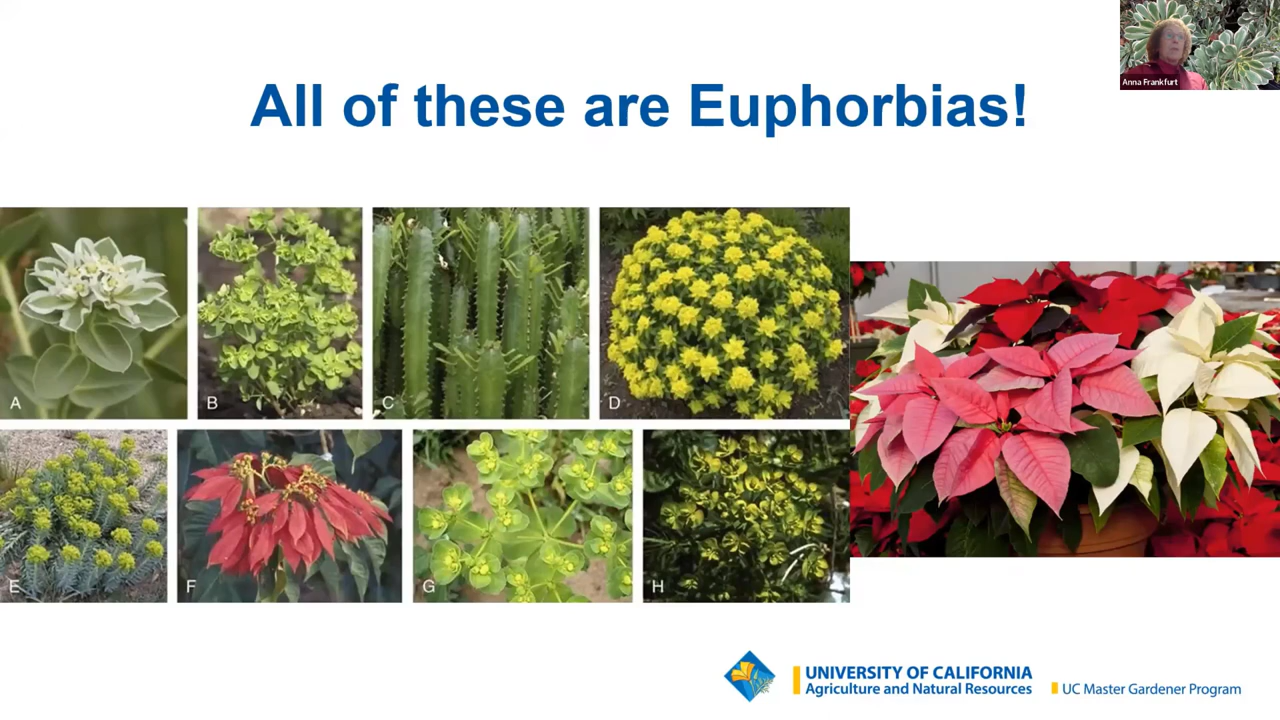 Anna Frankfurt
All of these are Euphorbias!
A
B
C
D
E
F
G
H
UNIVERSITY OF CALIFORNIA
Agriculture and Natural Resources
UC Master Gardener Program